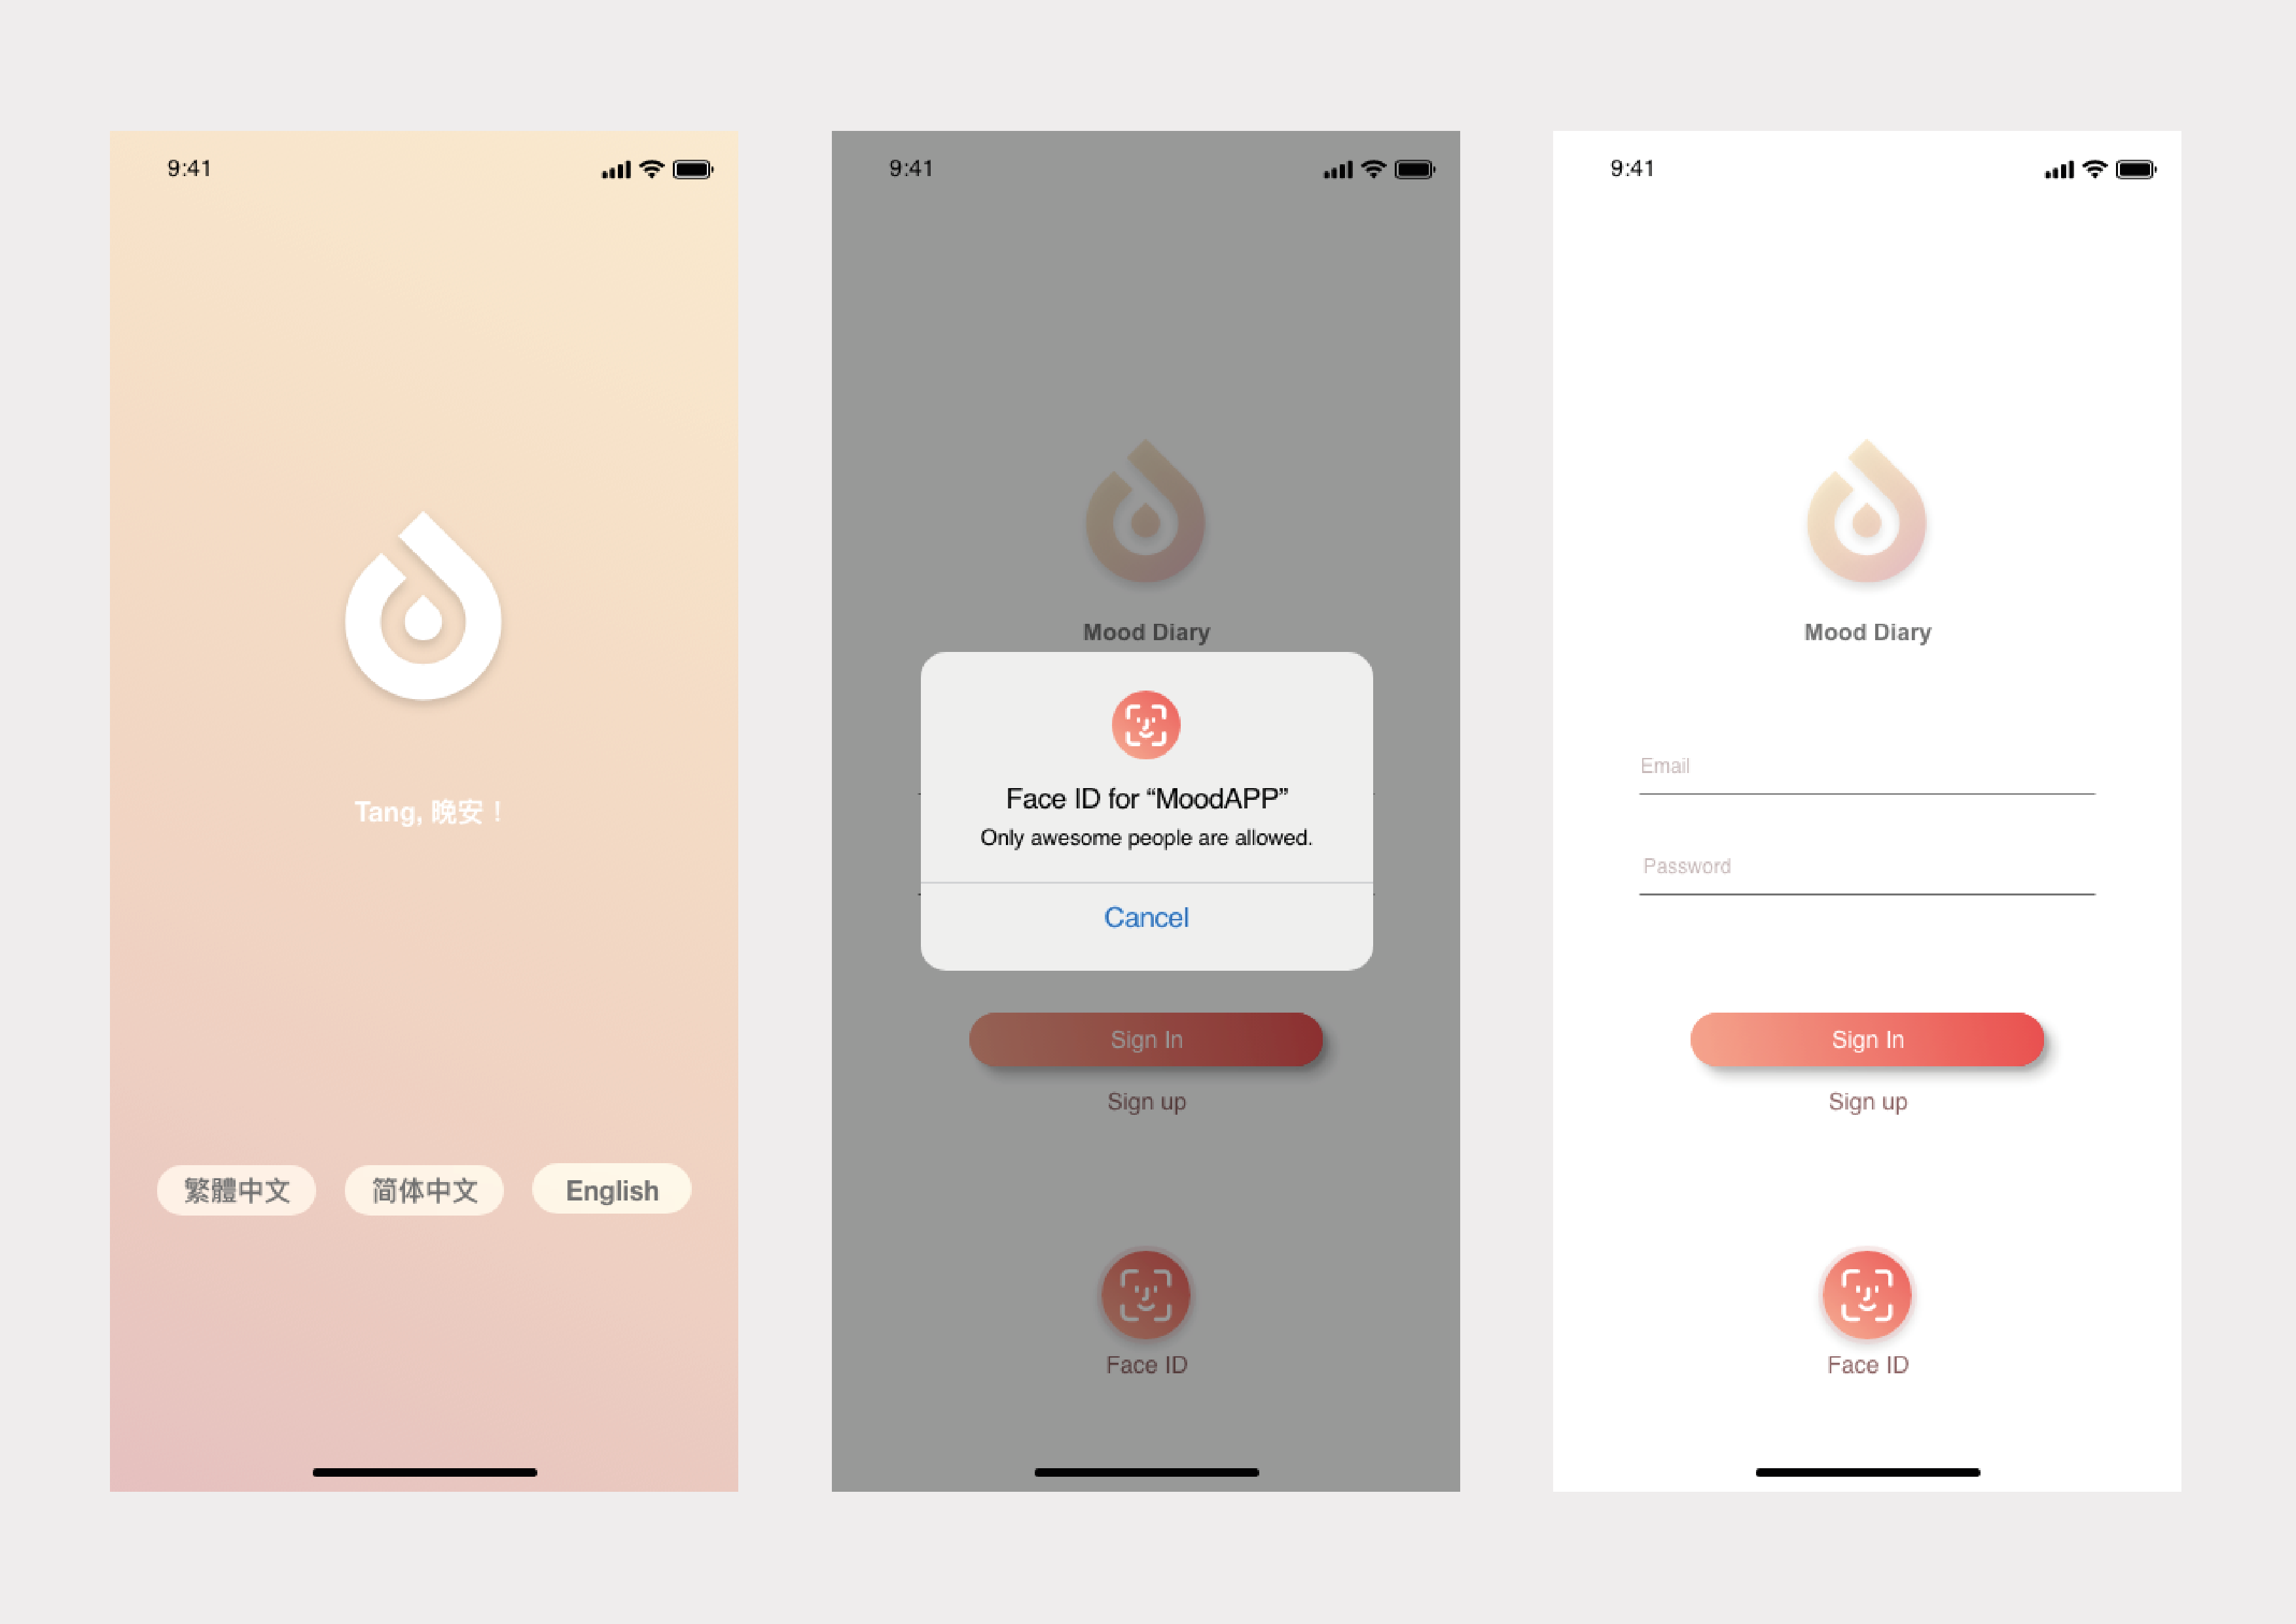 9:41
Tang, 晚安！
繁體中文
简体中文
English
9:41
Mood Diary
Face ID for “MoodAPP”
Only awesome people are allowed.
Cancel
Sign In
Sign up
Face ID
9:41
Mood Diary
Email
Password
Sign In
Sign up
Face ID